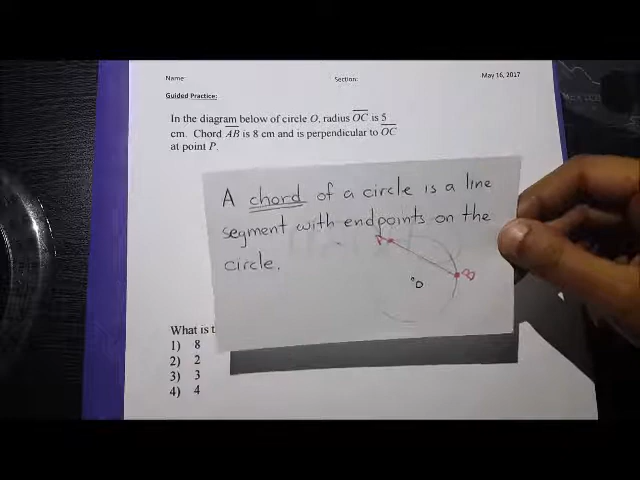 Name:
Section:
May 16, 2017
Guided Practice:
In the diagram below of circle O, radius OC is 5
cm. Chord AB is 8 cm and is perpendicular to OC
at point P.
A chord of a circle is a line
segment with endpoints on the
circle.
A
B
O
What is t
1) 8
2) 2
3) 3
4) 4
MEXICO